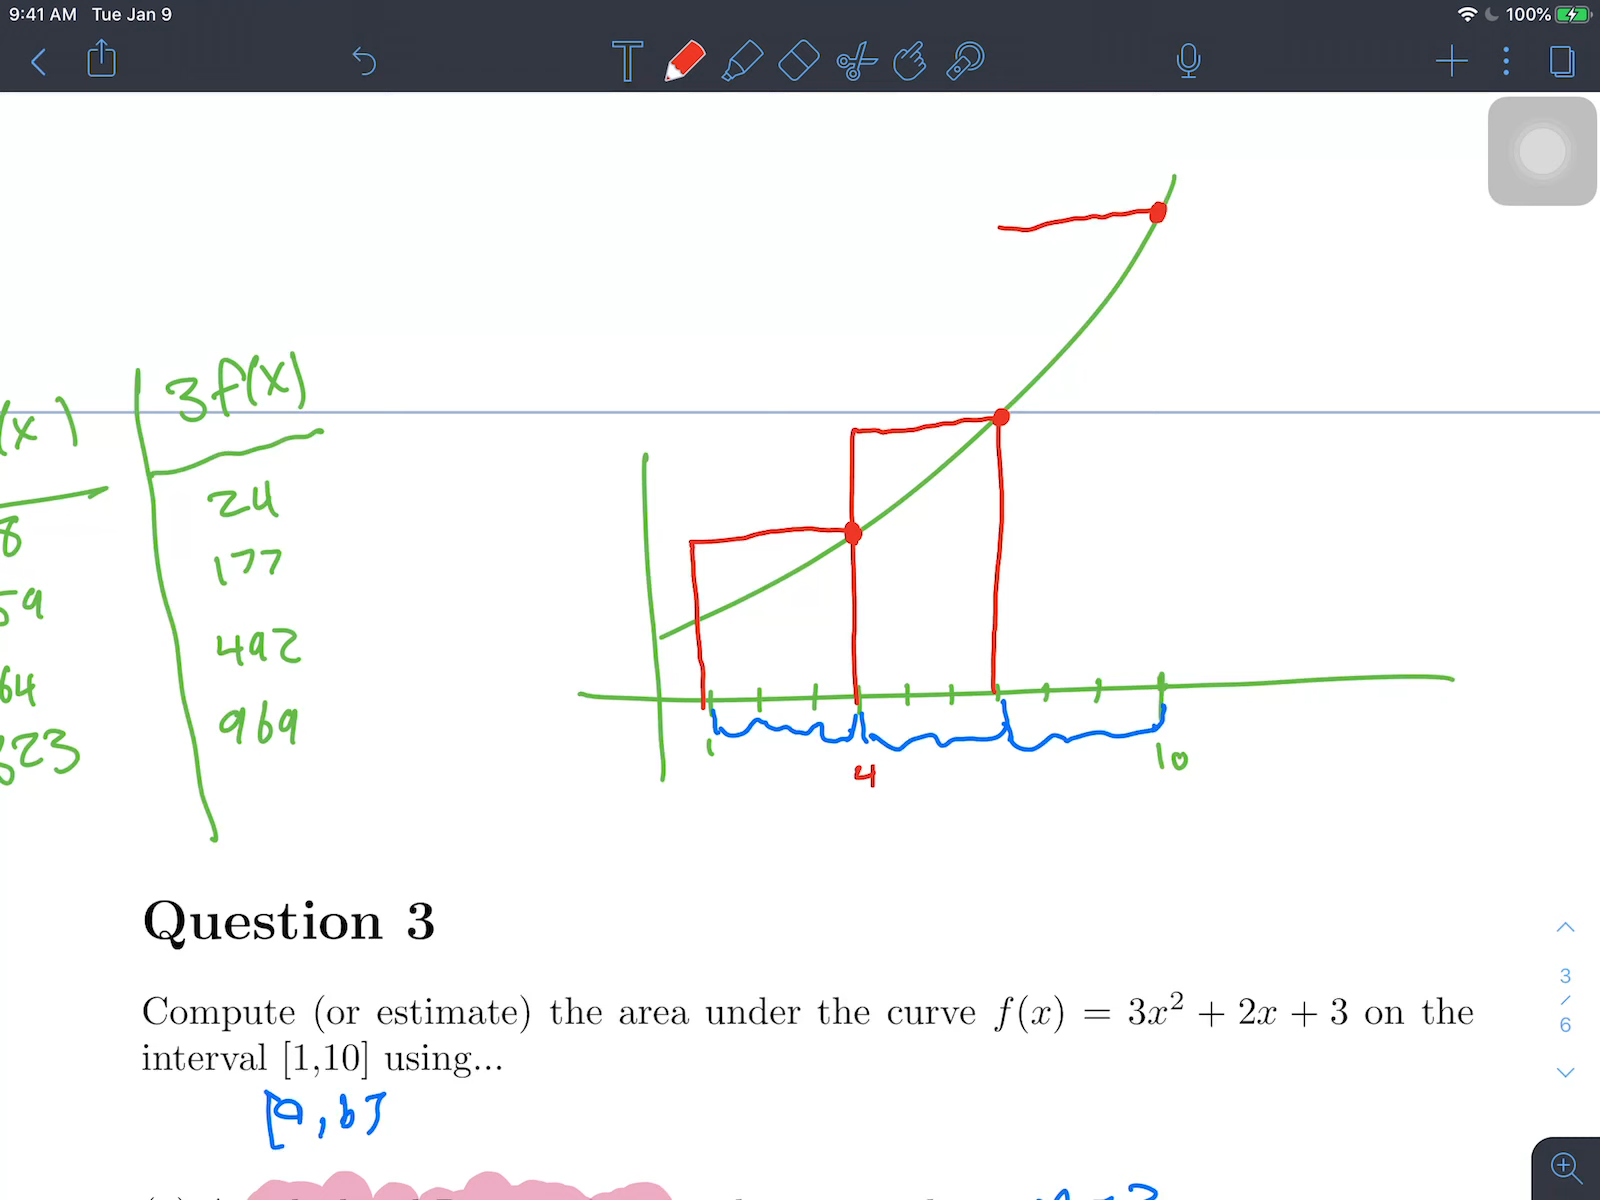 9:41 AM Tue Jan 9
100%
(x)
3f(x)
8
24
59
177
64
492
323
969
1
4
10
Question 3
Compute (or estimate) the area under the curve f(x) = 3x² + 2x + 3 on the
interval [1,10] using...
[a,b]
3
/
6